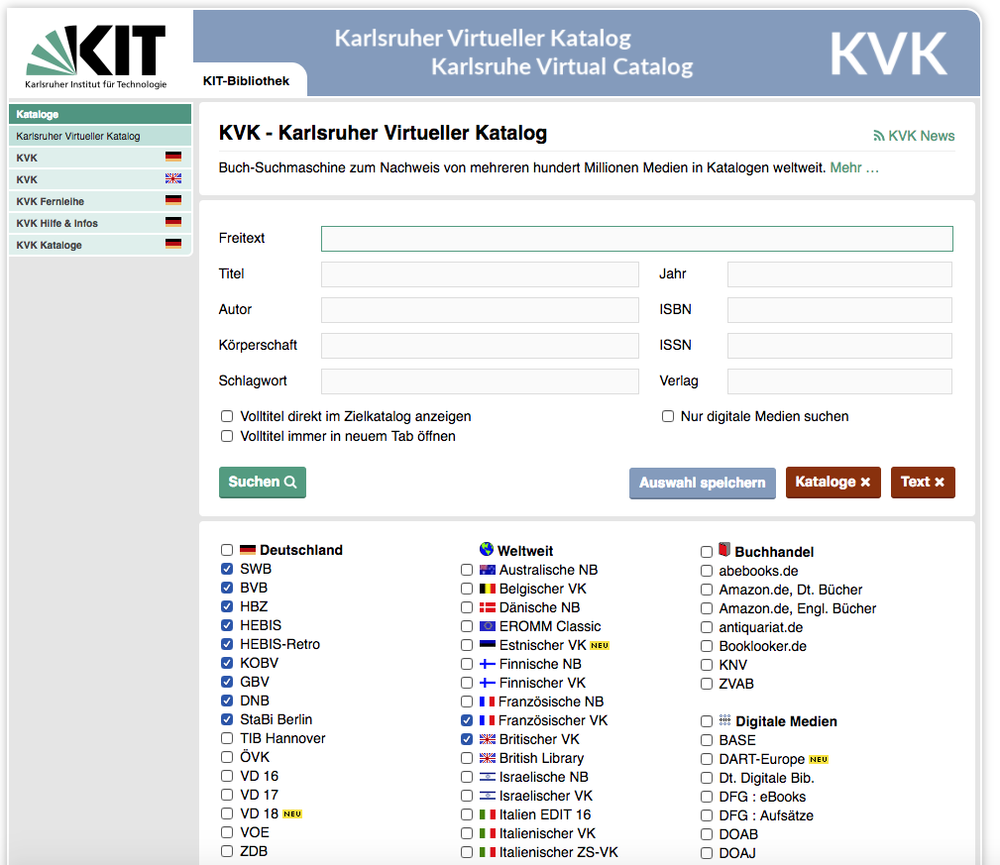 KIT
Karlsruher Institut für Technologie
Karlsruher Virtueller Katalog
Karlsruhe Virtual Catalog
KVK
KIT-Bibliothek
Kataloge
Karlsruher Virtueller Katalog
KVK
KVK
KVK Fernleihe
KVK Hilfe & Infos
KVK Kataloge
KVK - Karlsruher Virtueller Katalog
KVK News
Buch-Suchmaschine zum Nachweis von mehreren hundert Millionen Medien in Katalogen weltweit. Mehr ...
Freitext
Titel
Jahr
Autor
ISBN
Körperschaft
ISSN
Schlagwort
Verlag
Volltitel direkt im Zielkatalog anzeigen
Nur digitale Medien suchen
Volltitel immer in neuem Tab öffnen
Suchen
Auswahl speichern
Kataloge ×
Text ×
Deutschland
SWB
BVB
HBZ
HEBIS
HEBIS-Retro
KOBV
GBV
DNB
StaBi Berlin
TIB Hannover
ÖVK
VD 16
VD 17
VD 18 NEU
VOE
ZDB
Weltweit
Australische NB
Belgischer VK
Dänische NB
EROMM Classic
Estnischer VK NEU
Finnische NB
Finnischer VK
Französische NB
Französischer VK
Britischer VK
British Library
Israelische NB
Israelischer VK
Italien EDIT 16
Italienischer VK
Italienischer ZS-VK
Buchhandel
abebooks.de
Amazon.de, Dt. Bücher
Amazon.de, Engl. Bücher
antiquariat.de
Booklooker.de
KNV
ZVAB
Digitale Medien
BASE
DART-Europe NEU
Dt. Digitale Bib.
DFG : eBooks
DFG : Aufsätze
DOAB
DOAJ